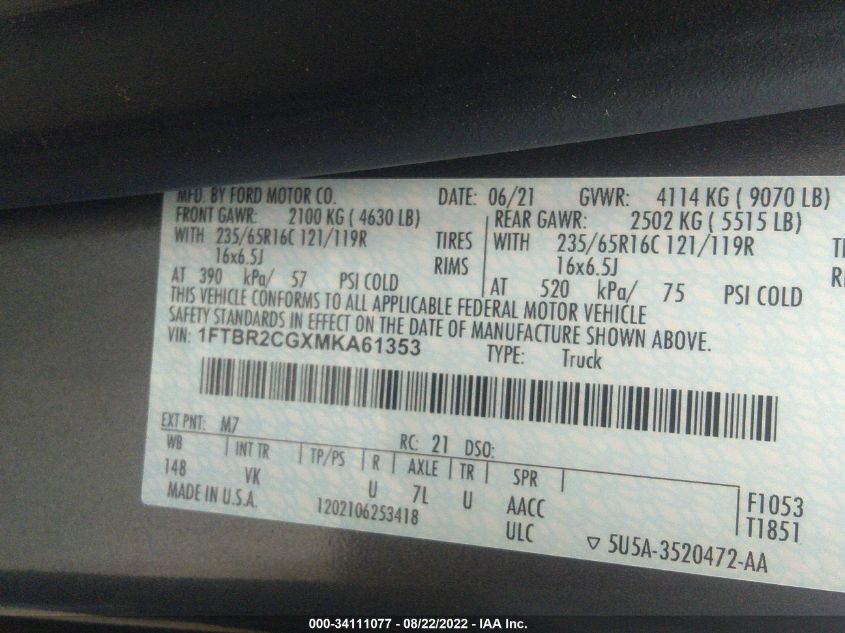 MFD. BY FORD MOTOR CO. DATE: 06/21 GVWR: 4114 KG ( 9070 LB)
FRONT GAWR: 2100 KG ( 4630 LB) REAR GAWR: 2502 KG ( 5515 LB)
WITH 235/65R16C 121/119R TIRES WITH 235/65R16C 121/119R
16x6.5J RIMS 16x6.5J
AT 390 kPa/ 57 PSI COLD AT 520 kPa/ 75 PSI COLD
THIS VEHICLE CONFORMS TO ALL APPLICABLE FEDERAL MOTOR VEHICLE
SAFETY STANDARDS IN EFFECT ON THE DATE OF MANUFACTURE SHOWN ABOVE.
VIN: 1FTBR2CGXMKA61353 TYPE: Truck
EXT PNT: M7 RC: 21 DSO:
WB INT TR TP/PS R AXLE TR SPR
148 VK U 7L U AACC F1053
MADE IN U.S.A. 1202106253418 ULC T1851
▽ 5U5A-3520472-AA
000-34111077 - 08/22/2022 - IAA Inc.